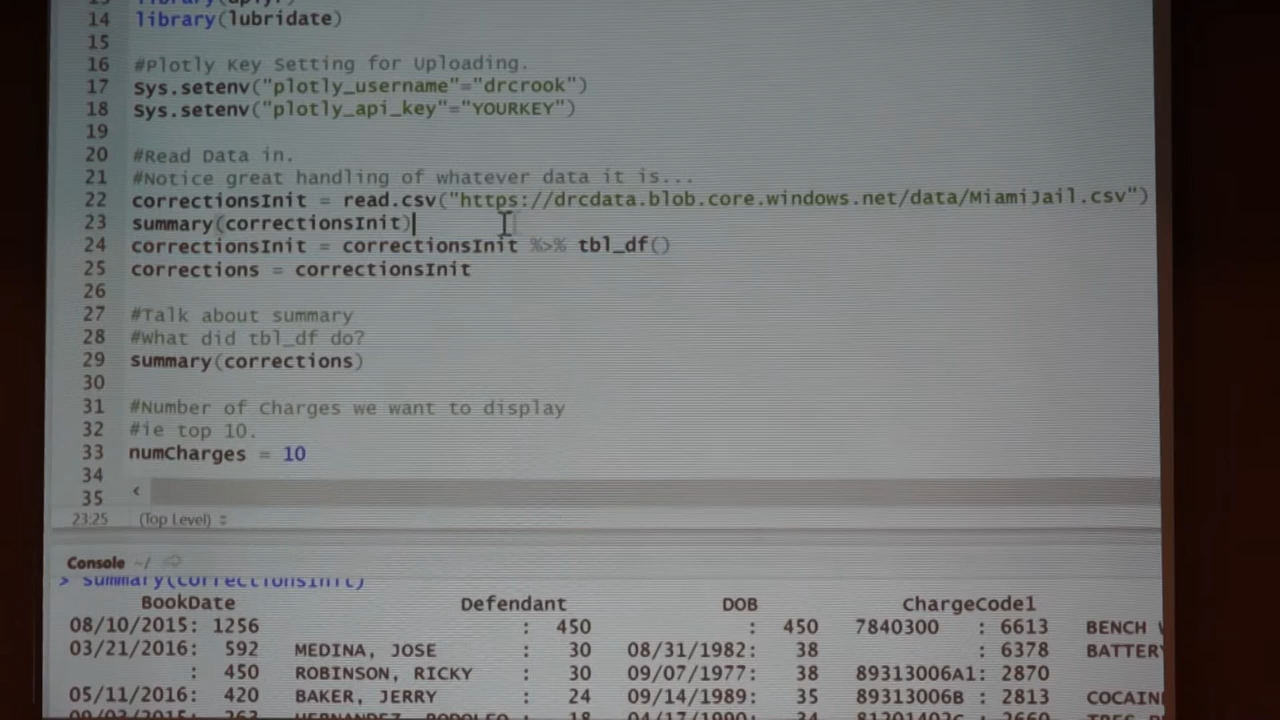 14 library(lubridate)
15
16 #Plotly Key Setting for Uploading.
17 Sys.setenv("plotly_username"="drcrook")
18 Sys.setenv("plotly_api_key"="YOURKEY")
19
20 #Read Data in.
21 #Notice great handling of whatever data it is...
22 correctionsInit = read.csv("https://drcdata.blob.core.windows.net/data/MiamiJail.csv")
23 summary(correctionsInit)
24 correctionsInit = correctionsInit %>% tbl_df()
25 corrections = correctionsInit
26
27 #Talk about summary
28 #What did tbl_df do?
29 summary(corrections)
30
31 #Number of Charges we want to display
32 #ie top 10.
33 numCharges = 10
34
35
23:25 (Top Level)
Console ~/
> summary(correctionsInit)
BookDate Defendant DOB ChargeCode1
08/10/2015: 1256 : 450 : 450 7840300 : 6613 BENCH
03/21/2016: 592 MEDINA, JOSE : 30 08/31/1982: 38 : 6378 BATTERY
: 450 ROBINSON, RICKY : 30 09/07/1977: 38 89313006A1: 2870
05/11/2016: 420 BAKER, JERRY : 24 09/14/1989: 35 89313006B : 2813 COCAIN